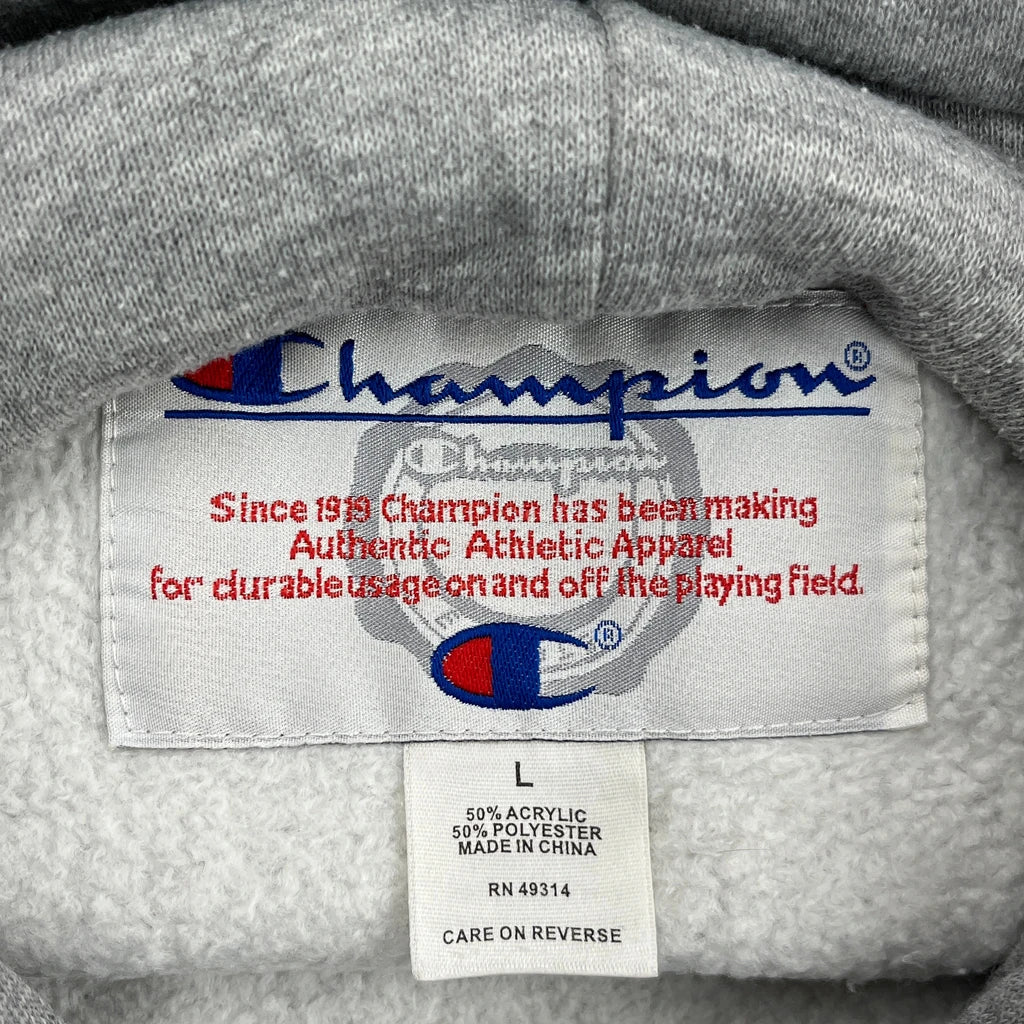 Champion®
Champion
Since 1919 Champion has been making
Authentic Athletic Apparel
for durable usage on and off the playing field.
®
L
50% ACRYLIC
50% POLYESTER
MADE IN CHINA
RN 49314
CARE ON REVERSE